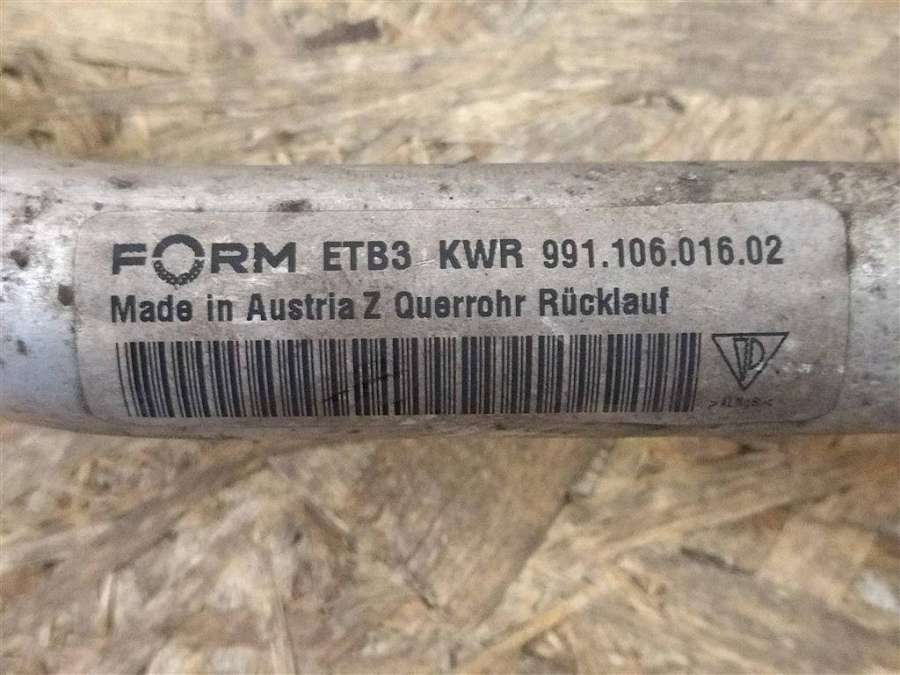 FORM ETB3 KWR 991.106.016.02
Made in Austria Z Querrohr Rücklauf